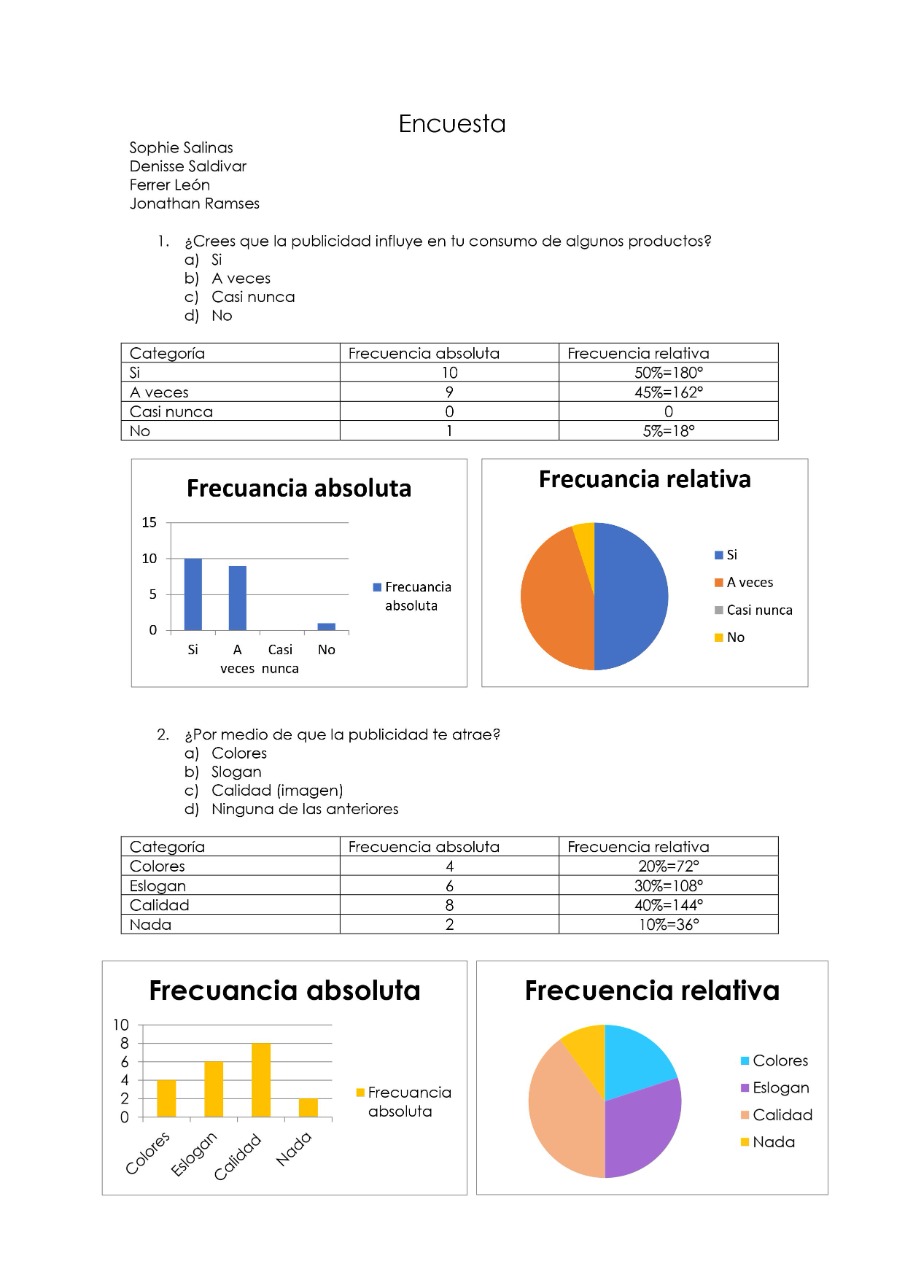 Encuesta
Sophie Salinas
Denisse Saldivar
Ferrer León
Jonathan Ramses
1. ¿Crees que la publicidad influye en tu consumo de algunos productos?
a) Si
b) A veces
c) Casi nunca
d) No
Categoría Frecuencia absoluta Frecuencia relativa
Si 10 50%=180°
A veces 9 45%=162°
Casi nunca 0 0
No 1 5%=18°
Frecuancia absoluta
15
10
5
0
Si A veces Casi nunca No
Frecuancia absoluta
Frecuancia relativa
Si
A veces
Casi nunca
No
2. ¿Por medio de que la publicidad te atrae?
a) Colores
b) Slogan
c) Calidad (imagen)
d) Ninguna de las anteriores
Categoría Frecuencia absoluta Frecuencia relativa
Colores 4 20%=72°
Eslogan 6 30%=108°
Calidad 8 40%=144°
Nada 2 10%=36°
Frecuancia absoluta
10
8
6
4
2
0
Colores Eslogan Calidad Nada
Frecuancia
absoluta
Frecuencia relativa
Colores
Eslogan
Calidad
Nada